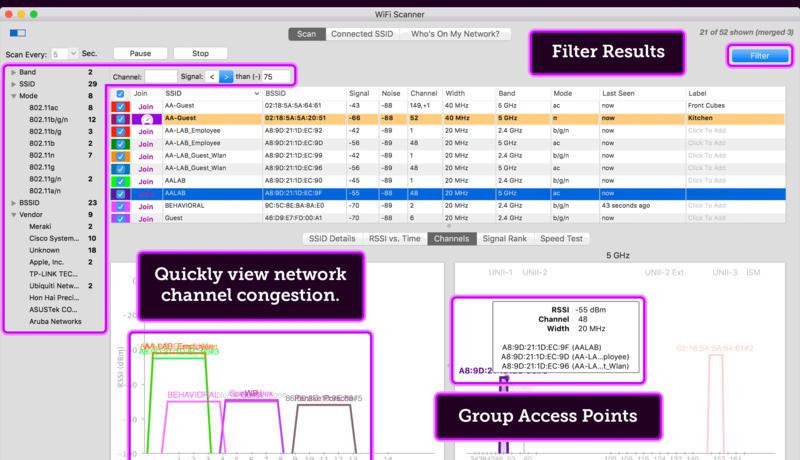 WiFi Scanner
Scan Connected SSID Who's On My Network?
21 of 52 shown (merged 3)
Scan Every: 5 Sec. Pause Stop
Filter Results
Filter
Channel: Signal: < > than (-) 75
Band 2
SSID 29
Mode 8
802.11ac 8
802.11b/g/n 12
802.11b/g 3
802.11b 2
802.11n 7
802.11g
802.11g/n 2
802.11a/n
BSSID 23
Vendor 9
Meraki 2
Cisco System... 10
Unknown 18
Apple, Inc. 2
TP-LINK TEC...
Ubiquiti Netw... 2
Hon Hai Preci...
ASUSTek CO...
Aruba Networks
Join SSID BSSID Signal Noise Channel Width Band Mode Last Seen Label
Join AA-Guest 02:18:5A:5A:64:61 -43 -88 149,+1 40 MHz 5 GHz ac now Front Cubes
AA-Guest 02:18:5A:5A:20:51 -66 -88 52 40 MHz 5 GHz n now Kitchen
Join AA-LAB_Employee A8:9D:21:1D:EC:92 -42 -89 1 20 MHz 2.4 GHz b/g/n now Click To Add
Join AA-LAB_Employee A8:9D:21:1D:EC:9D -56 -89 48 20 MHz 5 GHz ac now Click To Add
Join AA-LAB_Guest_Wlan A8:9D:21:1D:EC:99 -42 -89 1 20 MHz 2.4 GHz b/g/n now Click To Add
Join AA-LAB_Guest_Wlan A8:9D:21:1D:EC:96 -56 -89 48 20 MHz 5 GHz ac now Click To Add
Join AALAB A8:9D:21:1D:EC:90 -45 -89 1 20 MHz 2.4 GHz b/g/n now Click To Add
AALAB A8:9D:21:1D:EC:9F -55 -88 48 20 MHz 5 GHz ac now Click To Add
Join BEHAVIORAL 9C:5C:8E:BA:8A:E0 -70 -89 2 20 MHz 2.4 GHz b/g/n 43 seconds ago Click To Add
Join Guest 46:D9:E7:FD:00:A1 -70 -89 6 20 MHz 2.4 GHz b/g/n now Click To Add
SSID Details RSSI vs. Time Channels Signal Rank Speed Test
Quickly view network
channel congestion.
5 GHz
UNII-1 UNII-2 UNII-2 Ext. UNII-3 ISM
RSSI -55 dBm
Channel 48
Width 20 MHz
A8:9D:21:1D:EC:9F (AALAB)
A8:9D:21:1D:EC:9D (AA-LA...ployee)
A8:9D:21:1D:EC:96 (AA-LA...t_Wlan)
02:18:5A:5A:64:61#2
RSSI (dBm)
BEHAVIORAL
Group Access Points